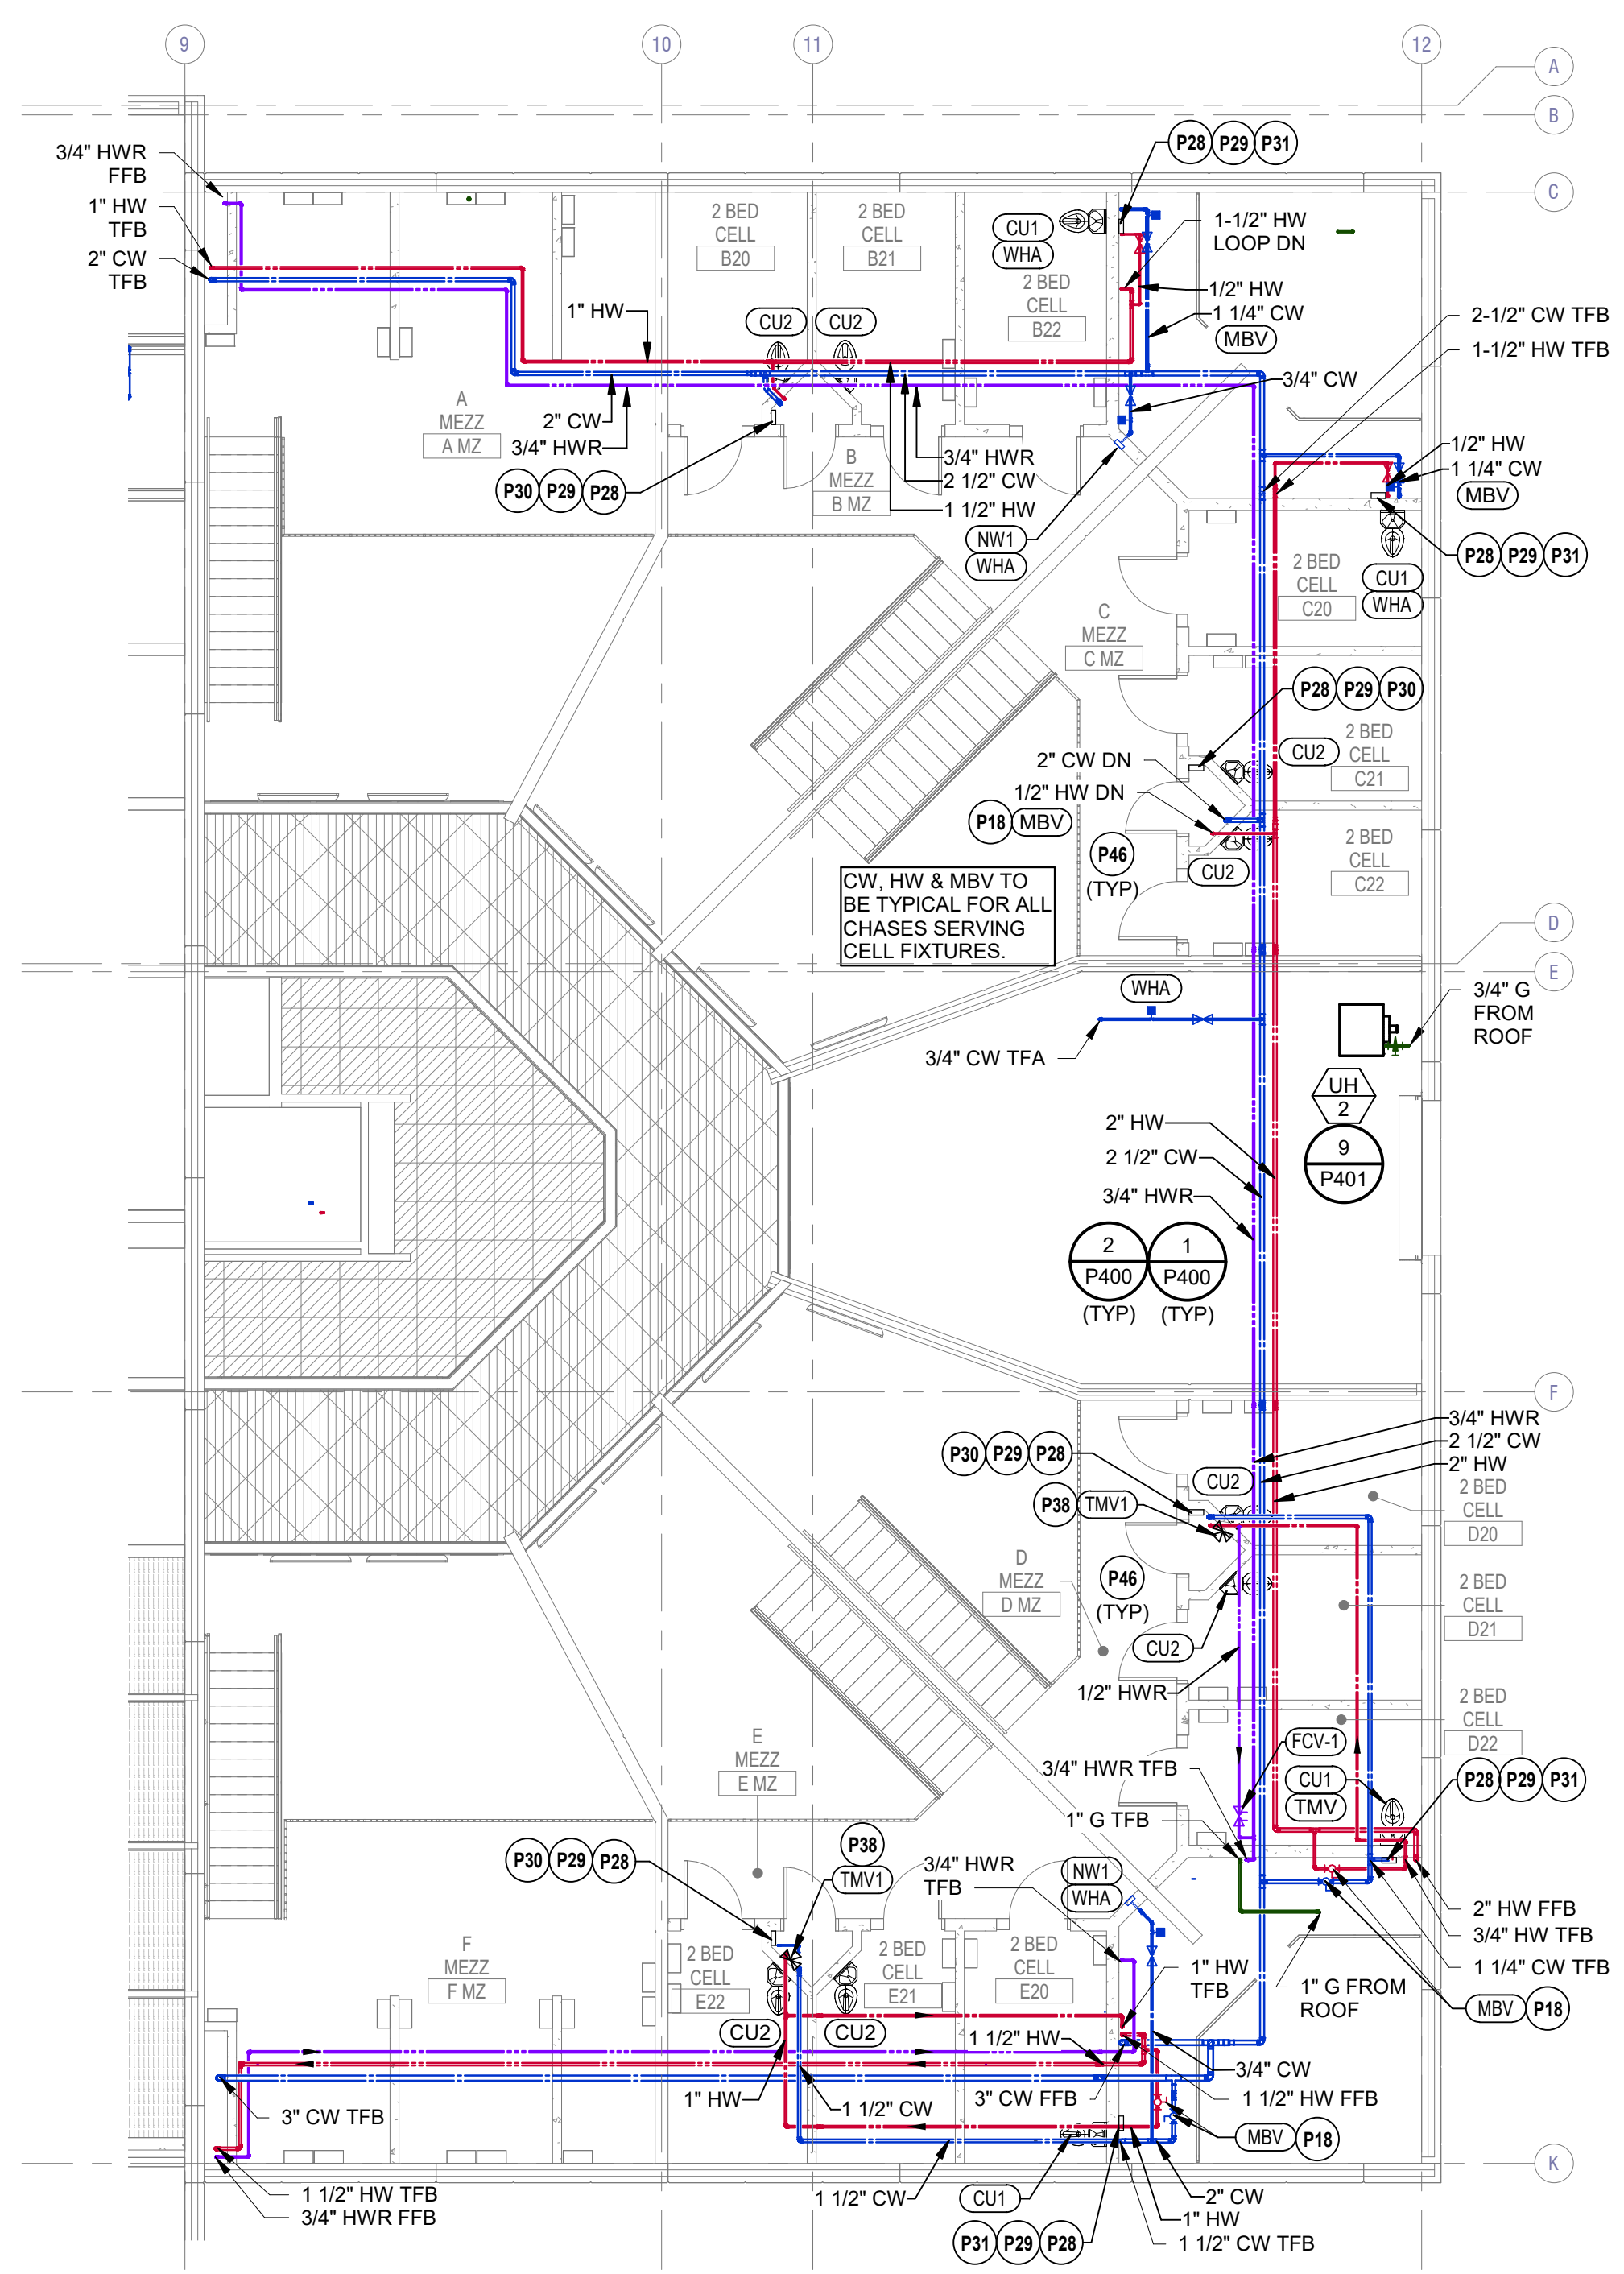 9
10
11
12
A
B
C
D
E
F
K
3/4" HWR
FFB
1" HW
TFB
2" CW
TFB
P28 P29 P31
2 BED
CELL
B20
2 BED
CELL
B21
CU1
WHA
2 BED
CELL
B22
1-1/2" HW
LOOP DN
1/2" HW
1 1/4" CW
MBV
2-1/2" CW TFB
1-1/2" HW TFB
1" HW
CU2
CU2
3/4" CW
A
MEZZ
A MZ
2" CW
3/4" HWR
P30 P29 P28
B
MEZZ
B MZ
3/4" HWR
2 1/2" CW
1 1/2" HW
NW1
WHA
1/2" HW
1 1/4" CW
MBV
P28 P29 P31
2 BED
CELL
C20
CU1
WHA
C
MEZZ
C MZ
P28 P29 P30
CU2
2 BED
CELL
C21
2" CW DN
1/2" HW DN
P18 MBV
P46
(TYP)
CU2
2 BED
CELL
C22
CW, HW & MBV TO
BE TYPICAL FOR ALL
CHASES SERVING
CELL FIXTURES.
WHA
3/4" CW TFA
3/4" G
FROM
ROOF
UH
2
9
P401
2" HW
2 1/2" CW
3/4" HWR
2
P400
(TYP)
1
P400
(TYP)
3/4" HWR
2 1/2" CW
2" HW
P30 P29 P28
CU2
P38 TMV1
2 BED
CELL
D20
D
MEZZ
D MZ
P46
(TYP)
2 BED
CELL
D21
CU2
1/2" HWR
2 BED
CELL
D22
FCV-1
3/4" HWR TFB
CU1
TMV
P28 P29 P31
1" G TFB
E
MEZZ
E MZ
P30 P29 P28
P38
TMV1
3/4" HWR
TFB
NW1
WHA
2" HW FFB
3/4" HW TFB
1 1/4" CW TFB
MBV P18
1" G FROM
ROOF
F
MEZZ
F MZ
2 BED
CELL
E22
2 BED
CELL
E21
2 BED
CELL
E20
1" HW
TFB
CU2
CU2
1 1/2" HW
3/4" CW
3" CW TFB
1" HW
1 1/2" CW
3" CW FFB
1 1/2" HW FFB
MBV P18
1 1/2" HW TFB
3/4" HWR FFB
1 1/2" CW
CU1
2" CW
1" HW
P31 P29 P28
1 1/2" CW TFB